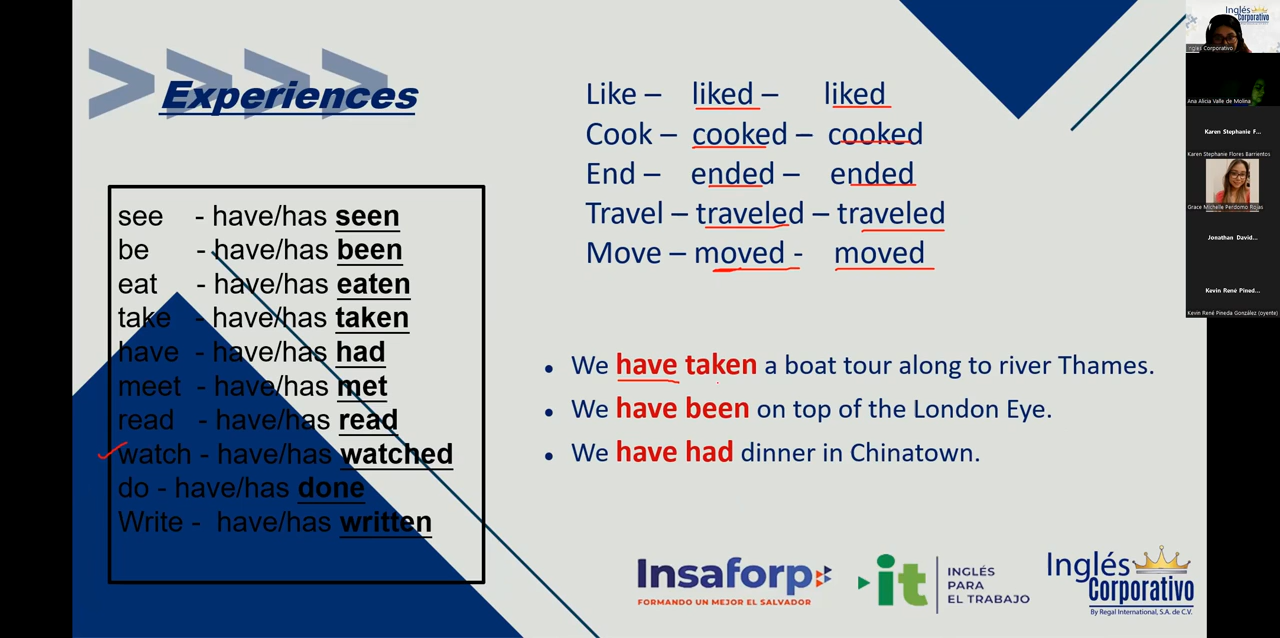 Experiences
see - have/has seen
be - have/has been
eat - have/has eaten
take - have/has taken
have - have/has had
meet - have/has met
read - have/has read
watch - have/has watched
do - have/has done
Write - have/has written
Like – liked – liked
Cook – cooked – cooked
End – ended – ended
Travel – traveled – traveled
Move – moved - moved
• We have taken a boat tour along to river Thames.
• We have been on top of the London Eye.
• We have had dinner in Chinatown.
Insaforp
FORMANDO UN MEJOR EL SALVADOR
it
INGLÉS
PARA
EL TRABAJO
Inglés
Corporativo
By Regal International, S.A. de C.V.
Inglés
Corporativo
Ingles Corporativo
Ana Alicia Valle de Molina
Karen Stephanie F...
Karen Stephanie Flores Barrientos
Grace Michelle Perdomo Rojas
Jonathan David...
Kevin René Pined...
Kevin René Pineda González (oyente)